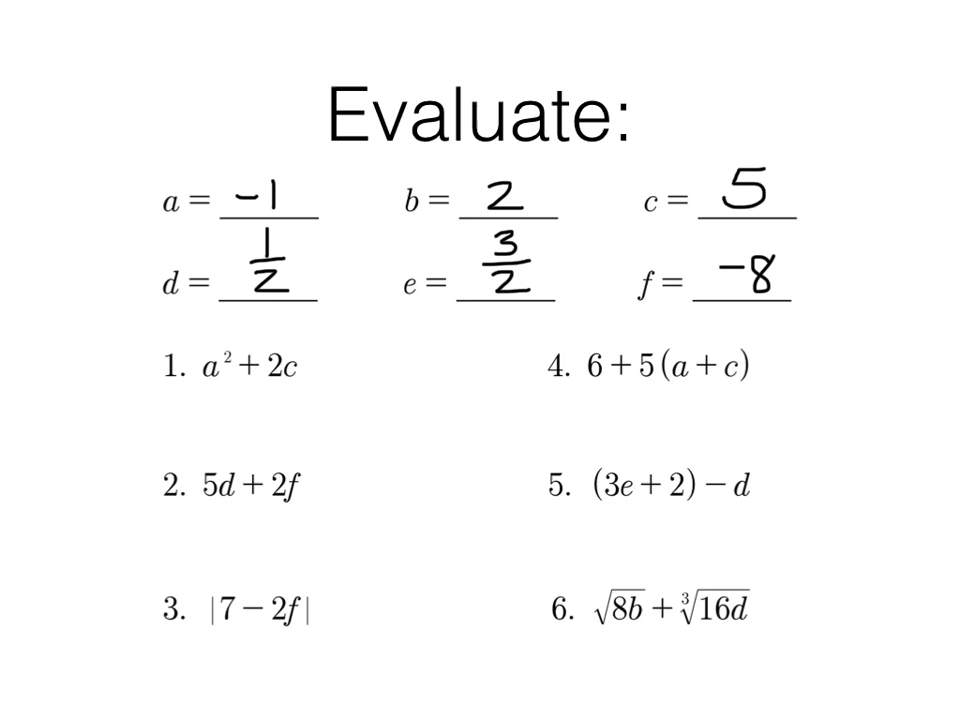 Evaluate:
a = -1 b = 2 c = 5
d = 1/2 e = 3/2 f = -8
1. a² + 2c 4. 6 + 5(a + c)
2. 5d + 2f 5. (3e + 2) − d
3. |7 − 2f| 6. √8b + ∛16d